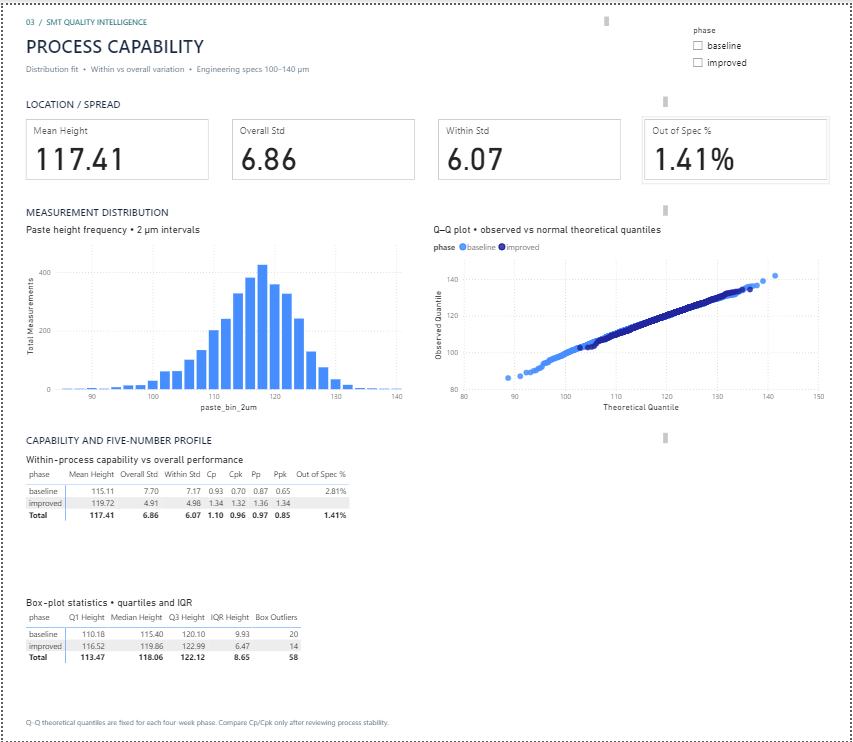 03 / SMT QUALITY INTELLIGENCE
PROCESS CAPABILITY
Distribution fit • Within vs overall variation • Engineering specs 100–140 µm
phase
baseline
improved
LOCATION / SPREAD
Mean Height
117.41
Overall Std
6.86
Within Std
6.07
Out of Spec %
1.41%
MEASUREMENT DISTRIBUTION
Paste height frequency • 2 µm intervals
Total Measurements
400
200
0
90 100 110 120 130 140
paste_bin_2um
Q–Q plot • observed vs normal theoretical quantiles
phase baseline improved
Observed Quantile
140
120
100
80
80 90 100 110 120 130 140 150
Theoretical Quantile
CAPABILITY AND FIVE-NUMBER PROFILE
Within-process capability vs overall performance
phase Mean Height Overall Std Within Std Cp Cpk Pp Ppk Out of Spec %
baseline 115.11 7.70 7.17 0.93 0.70 0.87 0.65 2.81%
improved 119.72 4.91 4.98 1.34 1.32 1.36 1.34
Total 117.41 6.86 6.07 1.10 0.96 0.97 0.85 1.41%
Box-plot statistics • quartiles and IQR
phase Q1 Height Median Height Q3 Height IQR Height Box Outliers
baseline 110.18 115.40 120.10 9.93 20
improved 116.52 119.86 122.99 6.47 14
Total 113.47 118.06 122.12 8.65 58
Q-Q theoretical quantiles are fixed for each four-week phase. Compare Cp/Cpk only after reviewing process stability.